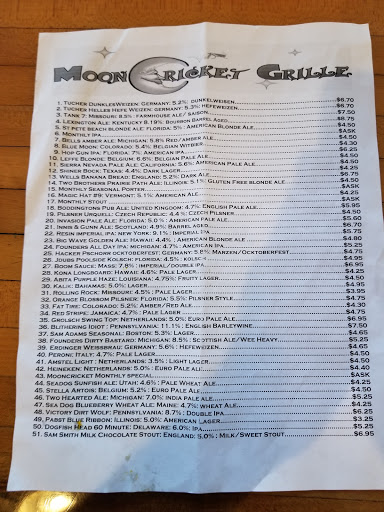 Moon Cricket Grille
1. Tucher DunklesWeizen: Germany: 5.2%: dunkelweisen $6.70
2. Tucher Helles Hefe Weizen: Germany: 5.3%: hefeweizen $6.70
3. Tank 7: Missouri: 8.5%: farmhouse ale/ saison $7.50
4. Lexington Ale: Kentucky 8.19%: Bourbon Barrel aged $8.75
5. St Pete beach blonde ale: Florida: 5%: American Blonde Ale $4.50
6. Monthly IPA $ASK
7. Bells amber ale: Michigan: 5.8% Red/amber Ale $4.50
8. Blue Moon: Colorado: 5.4% Belgian Witbier $4.30
9. Hop Gun IPA: Florida: 7%: American IPA $6.25
10. Leffe Blonde: Belgium: 6.6%: Belgian Pale Ale $4.50
11. Sierra Nevada Pale Ale: California: 5.6% American Pale Ale $4.25
12. Shiner Bock: Texas: 4.4%: Dark Lager $4.25
13. Wells Banana Bread: England: 5.2%: Dark Ale $6.75
14. Two Brothers Prairie Path Ale: Illinois: 5.1%: Gluten Free blonde ale $4.50
15. Monthly Seasonal Porter $ASK
16. Magic Hat #9: Vermont: 5.1%: American Ale $4.50
17. Monthly Stout $ASK
18. Boddingtons Pub Ale: United Kingdom: 4.7%: English Pale Ale $5.95
19. Pilsner Urquell: Czech Republic: 4.4%: Czech Pilsner $4.50
20. Invasion Pale Ale: Florida: 5.0%: American Pale Ale $5.60
21. Innis & Gunn Ale: Scotland: 4.9%: Barrel aged $6.70
22. Resin imperial IPA: New York: 9.1%: Imperial IPA $6.70
23. Big Wave Golden Ale: Hawaii: 4.4%: American Blonde Ale $4.80
24. Founders All Day IPA: Michigan: 4.7%: American IPA $5.25
25. Hacker Pschorr Octoberfest: Germany: 5.8%: Marzen/Oktoberfest $4.75
26. Joubs Poolside Kolsch: Florida: 4.5%: kolsch $4.95
27. Boom Sauce: Mass: 7.8%: imperial/double IPA $6.95
28. Kona Longboard: Hawaii: 4.6% Pale Lager $4.25
29. Abita Purple Haze: Louisiana: 4.75%: Fruity Lager $4.50
30. Kalik: Bahamas: 5.0%: lager $4.75
31. Rolling Rock: Missouri: 4.5%: Pale Lager $3.95
32. Orange Blossom Pilsner: Florida: 5.5%: Pilsner Style $4.75
33. Fat Tire: Colorado: 5.2%: Amber/Red Ale $4.30
34. Red Stripe: Jamaica: 4.7%: Pale Lager $4.75
35. Grolsch Swing Top: Netherlands: 5.0%: Euro Pale Ale $6.95
36. Blithering Idiot: Pennsylvania: 11.1%: English Barleywine $7.50
37. Sam Adams Seasonal: Boston: 5.3%: Lager $4.65
38. Founders Dirty Bastard: Michigan: 8.5%: Scottish Ale/Wee Heavy $5.25
39. Erdinger Weissbrau: Germany: 5.6%: Hefeweizen $4.65
40. Peroni: Italy: 4.7%: Pale Lager $4.50
41. Amstel Light: Netherlands: 3.5%: Light lager $4.50
42. Heineken: Netherlands: 5.0%: Euro Pale Ale $4.40
43. Mooncricket Monthly special $ASK
44. Seadog Sunfish ale: Utah: 4.6%: Pale Wheat Ale $4.25
45. Stella Artois: Belgium: 5.2%: Euro Pale Ale $4.50
46. Two Hearted Ale: Michigan: 7.0%: india pale ale $5.25
47. Sea Dog Blueberry Wheat Ale: Maine: 4.7%: wheat Ale $4.25
48. Victory Dirt Wolf: Pennsylvania: 8.7%: Double IPA $6.25
49. Pabst Blue Ribbon: Illinois: 5.0%: American Lager $3.25
50. Dogfish Head 60 Minute: Delaware: 6.0%: IPA $5.25
51. Sam Smith Milk Chocolate Stout: England: 5.0%: Milk/Sweet Stout $6.95